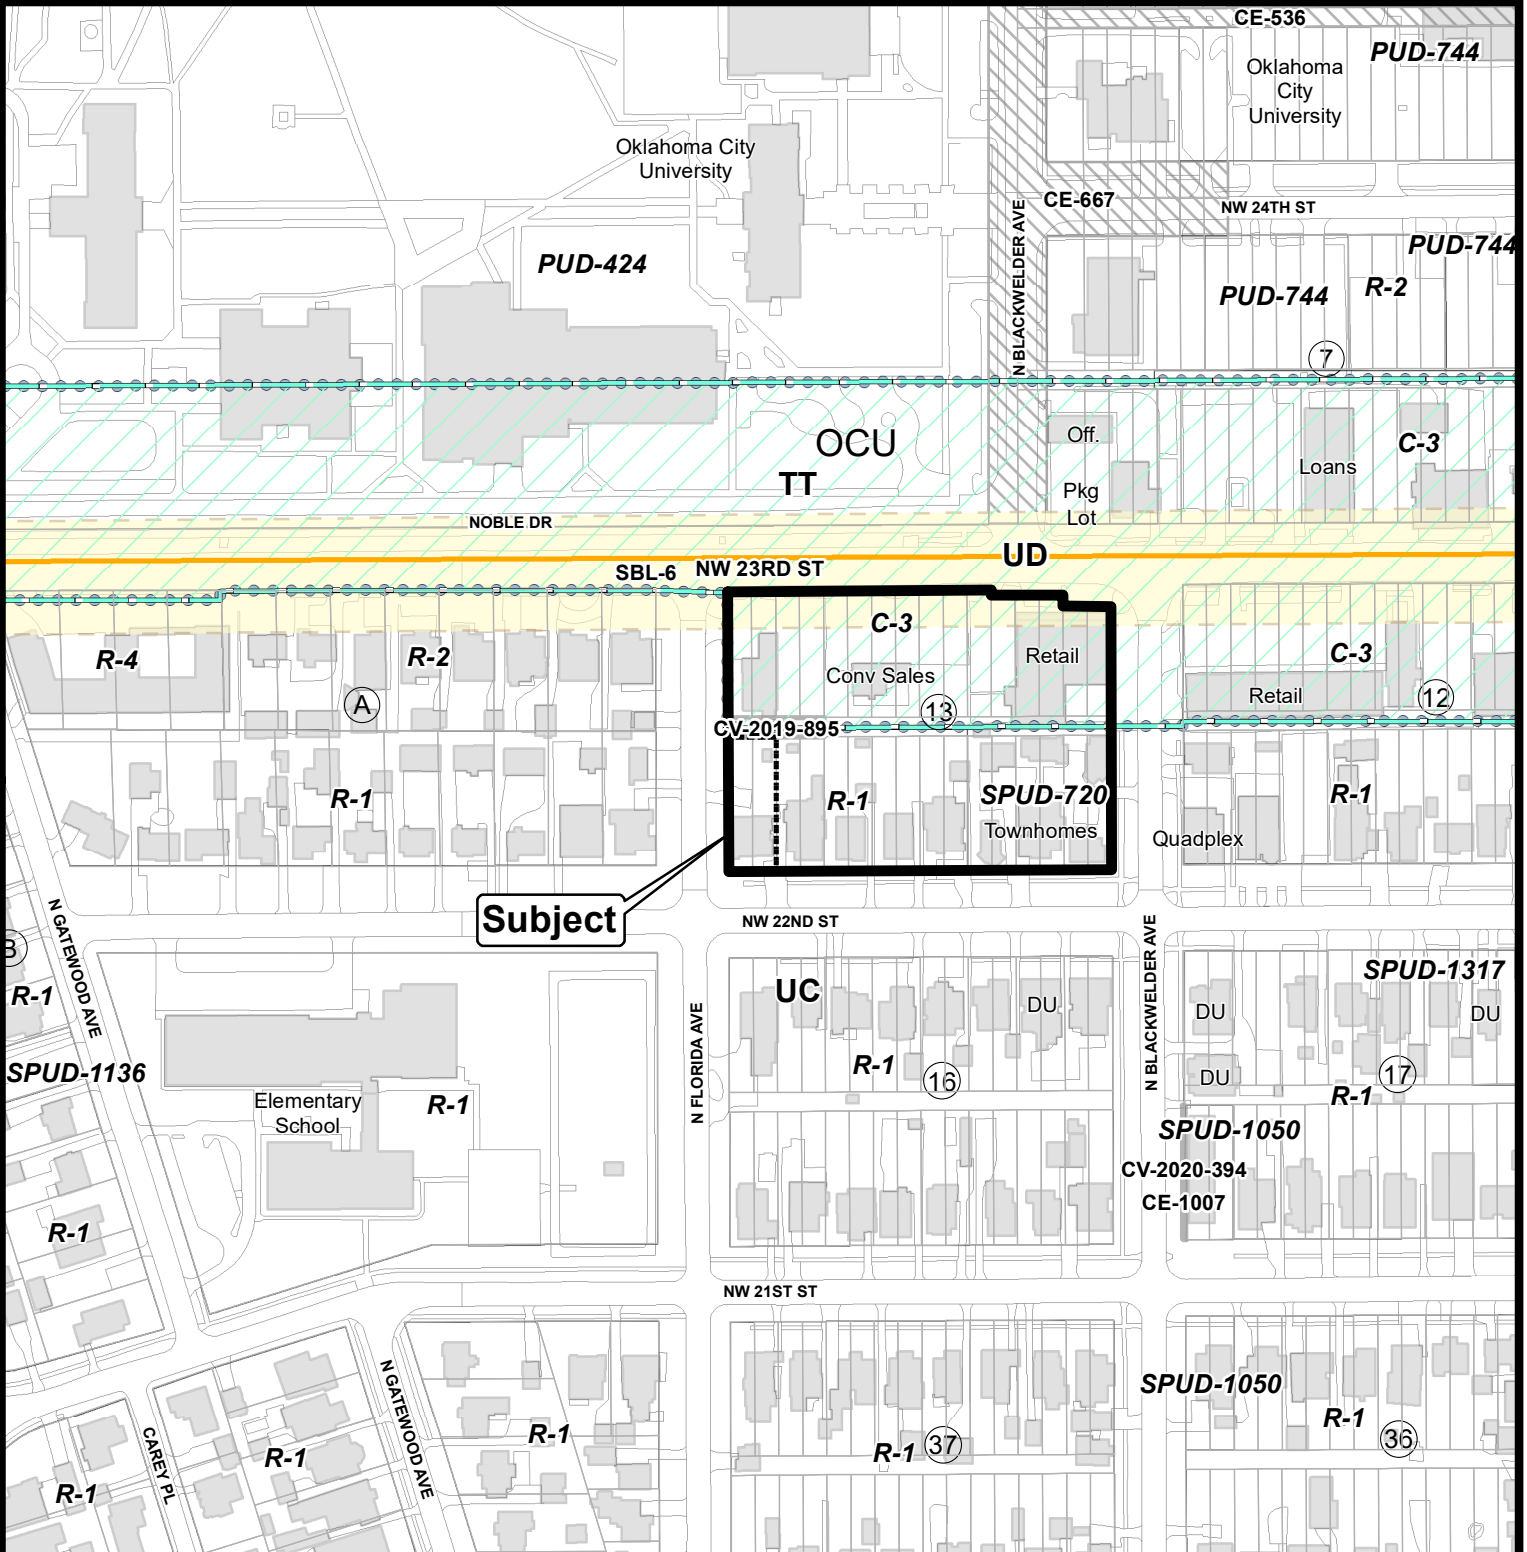 CE-536
PUD-744
Oklahoma
City
University
Oklahoma City
University
CE-667
NW 24TH ST
N BLACKWELDER AVE
PUD-424
PUD-744
PUD-744
R-2
7
OCU
TT
Off.
Pkg
Lot
Loans
C-3
NOBLE DR
UD
SBL-6
NW 23RD ST
R-4
R-2
A
C-3
Retail
Conv Sales
13
C-3
Retail
12
CV-2019-895
R-1
R-1
SPUD-720
Townhomes
Quadplex
R-1
Subject
NW 22ND ST
N GATEWOOD AVE
B
R-1
SPUD-1136
Elementary
School
R-1
N FLORIDA AVE
UC
DU
R-1
16
N BLACKWELDER AVE
SPUD-1317
DU
DU
DU
17
R-1
SPUD-1050
CV-2020-394
CE-1007
R-1
NW 21ST ST
N GATEWOOD AVE
CAREY PL
R-1
R-1
R-1
R-1
37
SPUD-1050
R-1
36